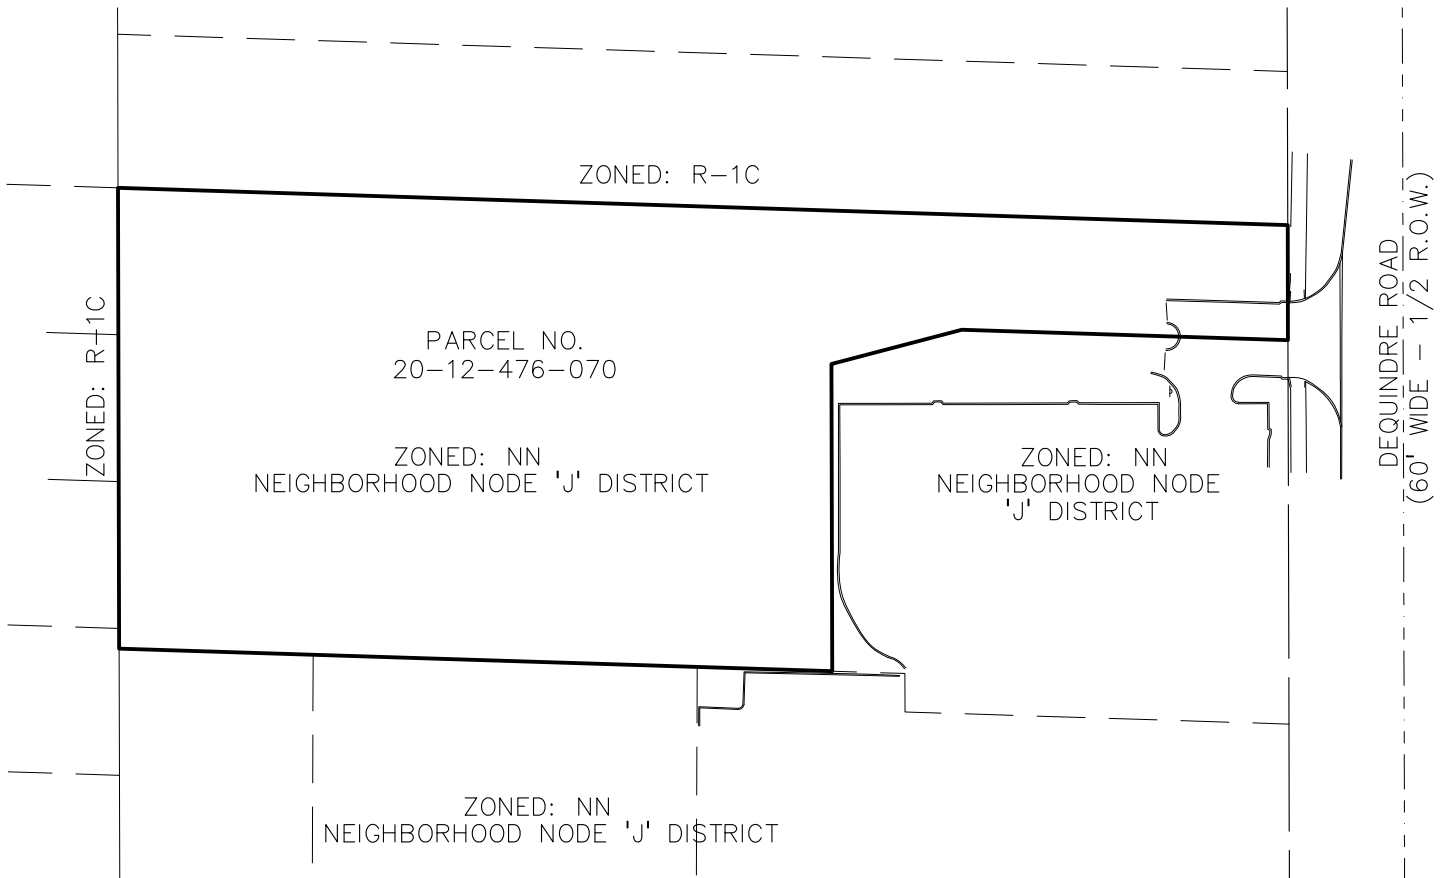 ZONED: R-1C
ZONED: R-1C
PARCEL NO.
20-12-476-070
ZONED: NN
NEIGHBORHOOD NODE 'J' DISTRICT
ZONED: NN
NEIGHBORHOOD NODE
'J' DISTRICT
DEQUINDRE ROAD
(60' WIDE - 1/2 R.O.W.)
ZONED: NN
NEIGHBORHOOD NODE 'J' DISTRICT